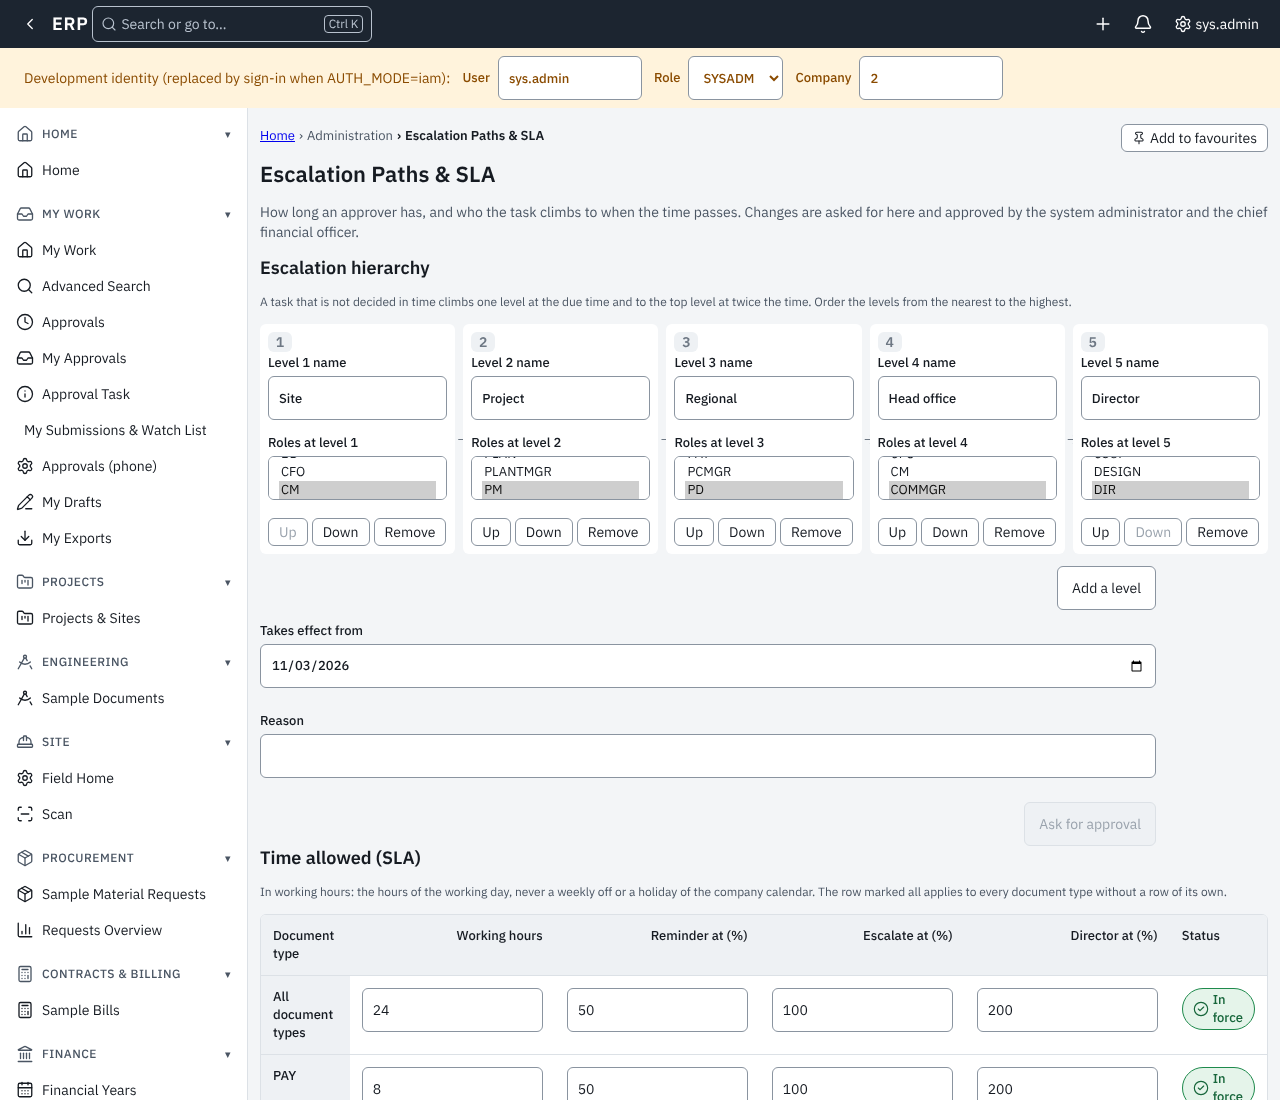 ERP
Search or go to...
Ctrl K
sys.admin
Development identity (replaced by sign-in when AUTH_MODE=iam):
User
sys.admin
Role
SYSADM
Company
2
HOME
Home
MY WORK
My Work
Advanced Search
Approvals
My Approvals
Approval Task
My Submissions & Watch List
Approvals (phone)
My Drafts
My Exports
PROJECTS
Projects & Sites
ENGINEERING
Sample Documents
SITE
Field Home
Scan
PROCUREMENT
Sample Material Requests
Requests Overview
CONTRACTS & BILLING
Sample Bills
FINANCE
Financial Years
Home › Administration › Escalation Paths & SLA
Add to favourites
Escalation Paths & SLA
How long an approver has, and who the task climbs to when the time passes. Changes are asked for here and approved by the system administrator and the chief
financial officer.
Escalation hierarchy
A task that is not decided in time climbs one level at the due time and to the top level at twice the time. Order the levels from the nearest to the highest.
1
Level 1 name
Site
Roles at level 1
CFO
CM
Up
Down
Remove
2
Level 2 name
Project
Roles at level 2
PLANTMGR
PM
Up
Down
Remove
3
Level 3 name
Regional
Roles at level 3
PCMGR
PD
Up
Down
Remove
4
Level 4 name
Head office
Roles at level 4
CM
COMMGR
Up
Down
Remove
5
Level 5 name
Director
Roles at level 5
DESIGN
DIR
Up
Down
Remove
Add a level
Takes effect from
11/03/2026
Reason
Ask for approval
Time allowed (SLA)
In working hours: the hours of the working day, never a weekly off or a holiday of the company calendar. The row marked all applies to every document type without a row of its own.
Document
type
Working hours
Reminder at (%)
Escalate at (%)
Director at (%)
Status
All
document
types
24
50
100
200
In
force
PAY
8
50
100
200
In
force